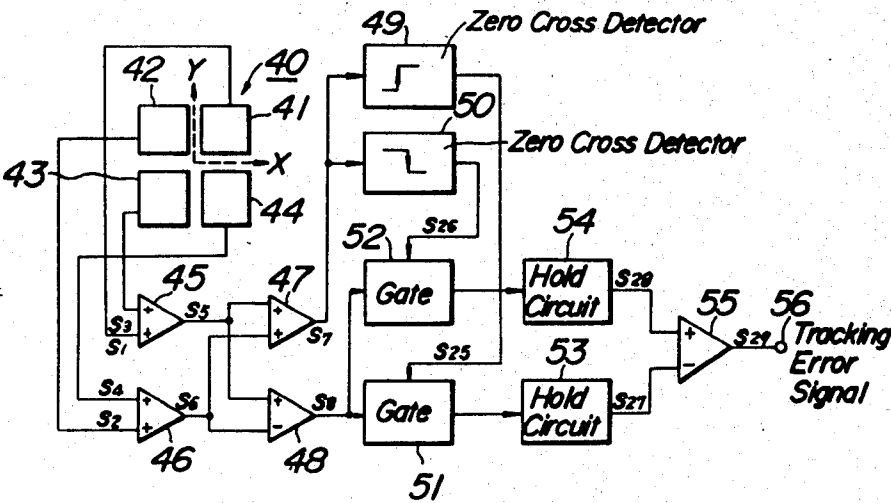 49
Zero Cross Detector
42
Y
40
41
50
Zero Cross Detector
X
43
44
S26
52
54
45
47
Gate
Hold
Circuit
S28
55
56
S5
S7
S3
S1
S29
Tracking
Error
Signal
+
+
+
+
+
−
S25
53
S4
S2
S6
S8
Gate
Hold
Circuit
S27
+
+
+
−
46
48
51